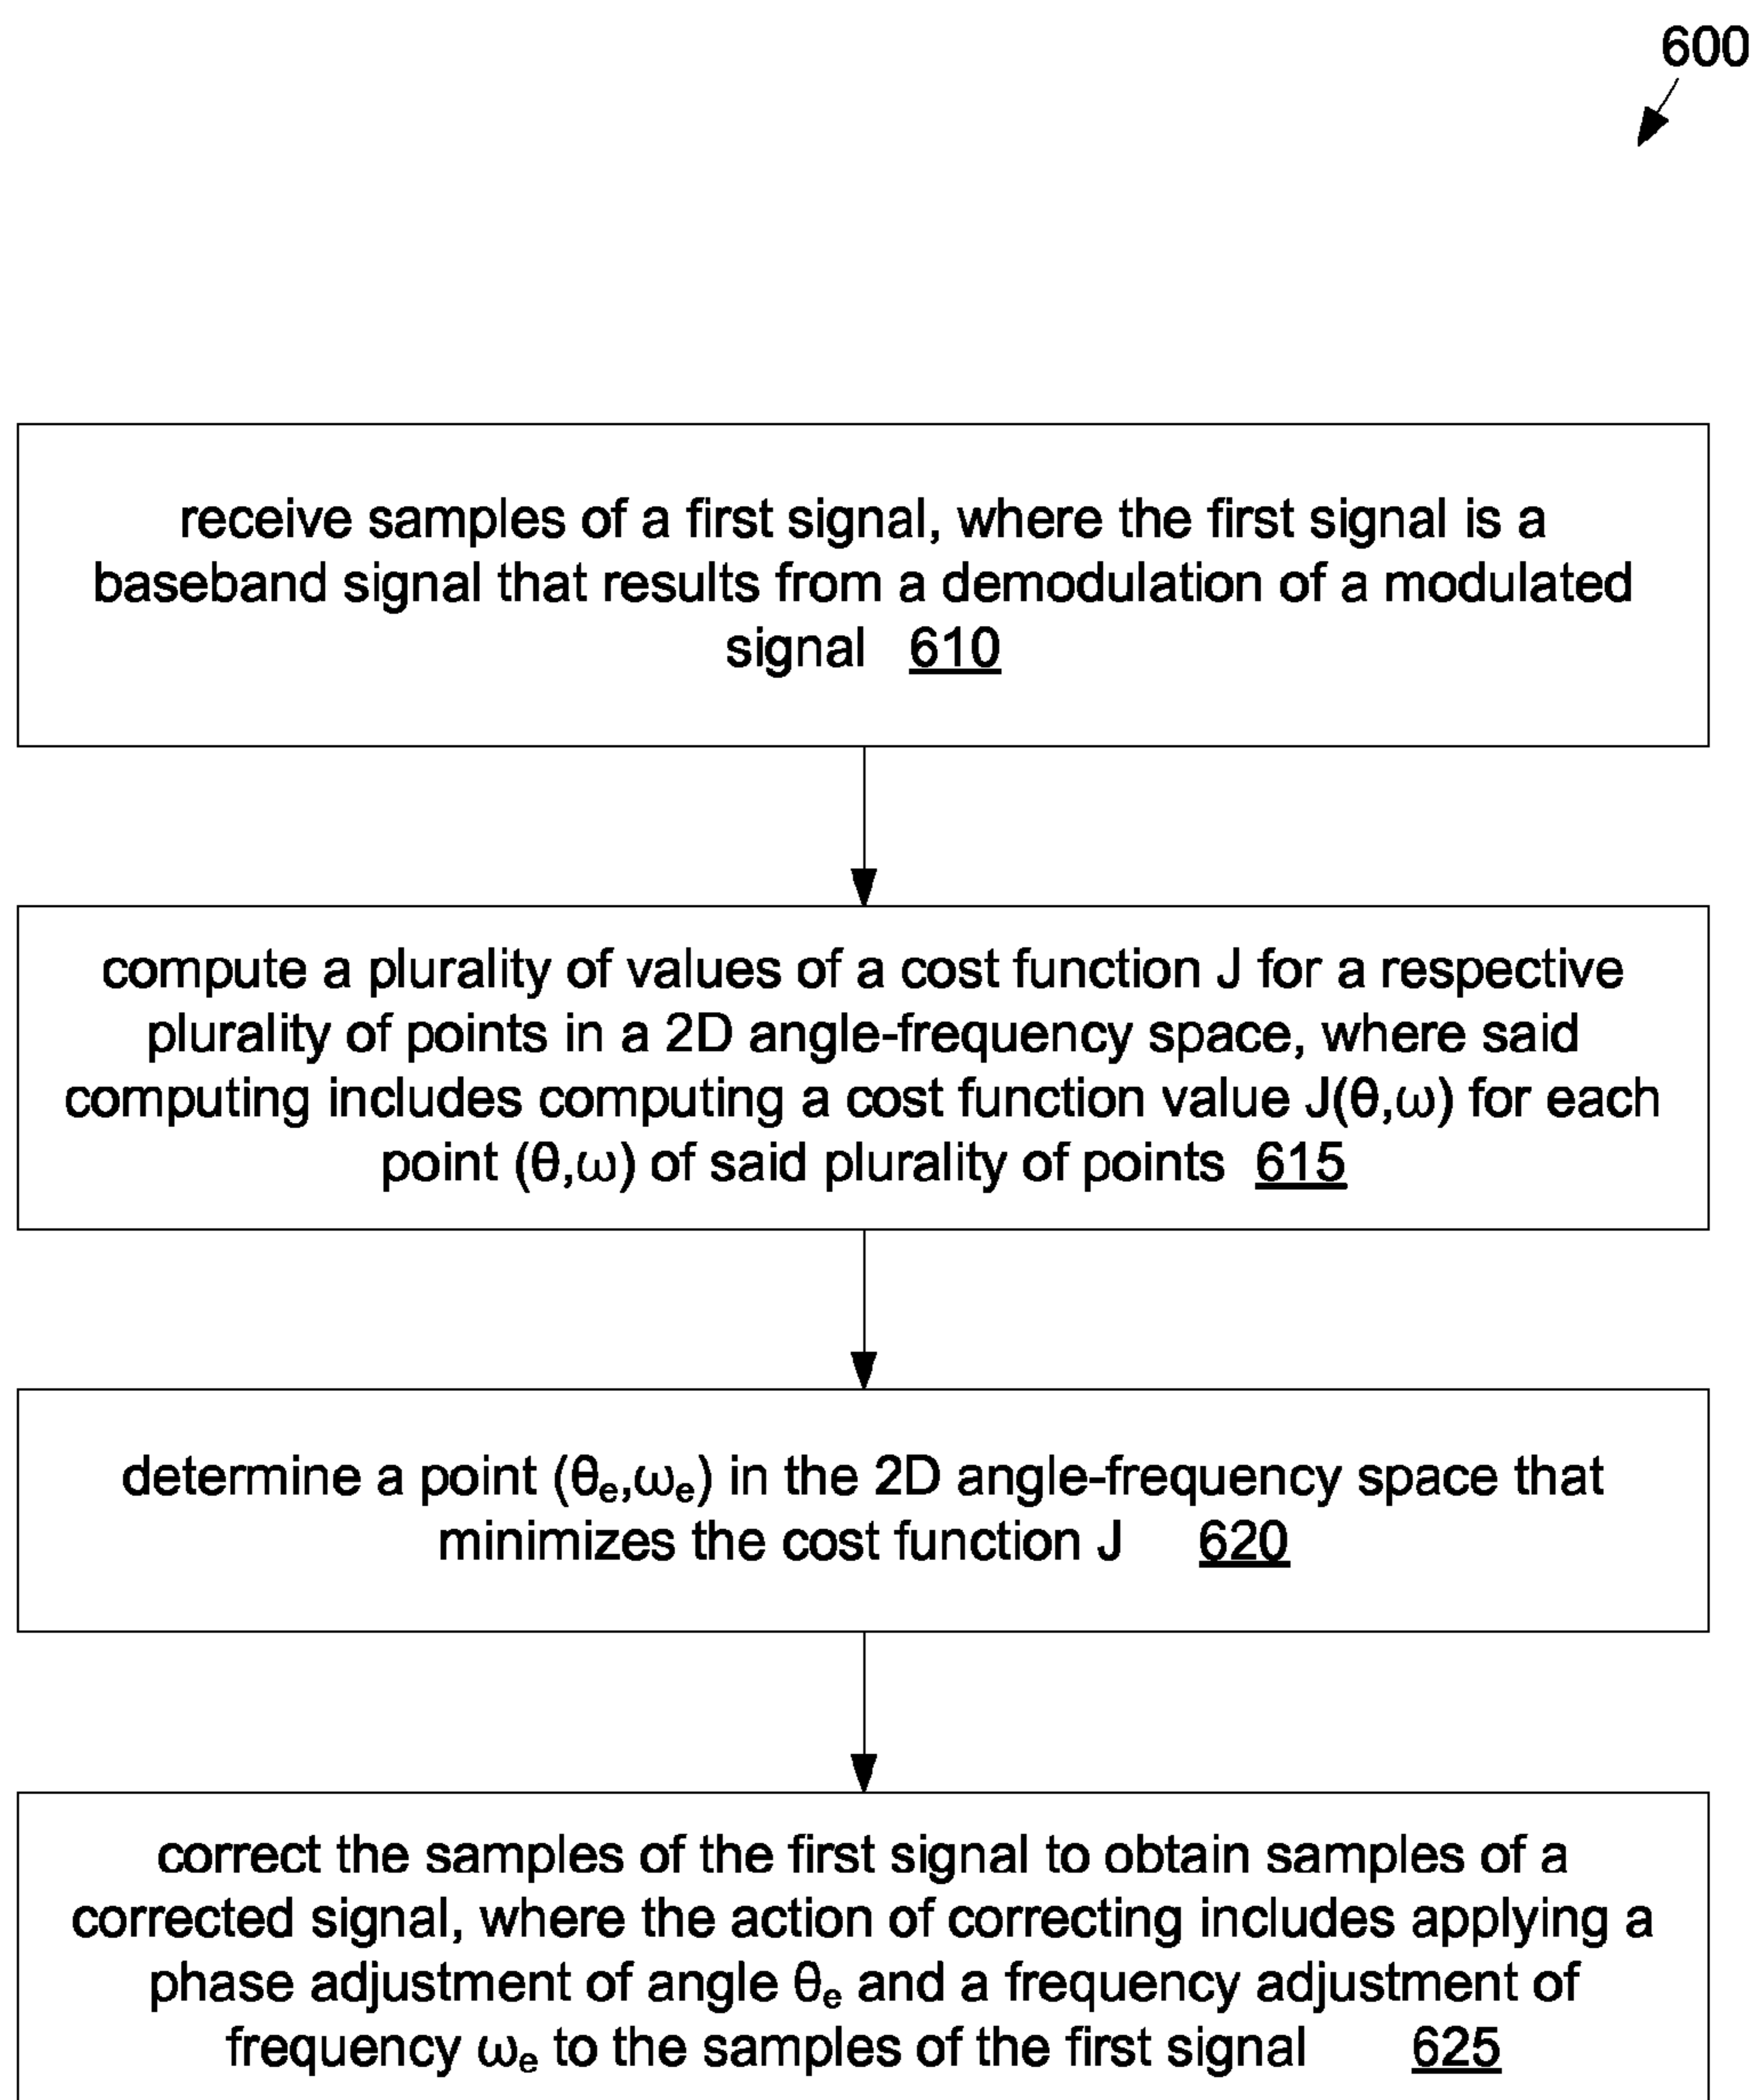 600
receive samples of a first signal, where the first signal is a
baseband signal that results from a demodulation of a modulated
signal 610
compute a plurality of values of a cost function J for a respective
plurality of points in a 2D angle-frequency space, where said
computing includes computing a cost function value J(θ,ω) for each
point (θ,ω) of said plurality of points 615
determine a point (θₑ,ωₑ) in the 2D angle-frequency space that
minimizes the cost function J 620
correct the samples of the first signal to obtain samples of a
corrected signal, where the action of correcting includes applying a
phase adjustment of angle θₑ and a frequency adjustment of
frequency ωₑ to the samples of the first signal 625